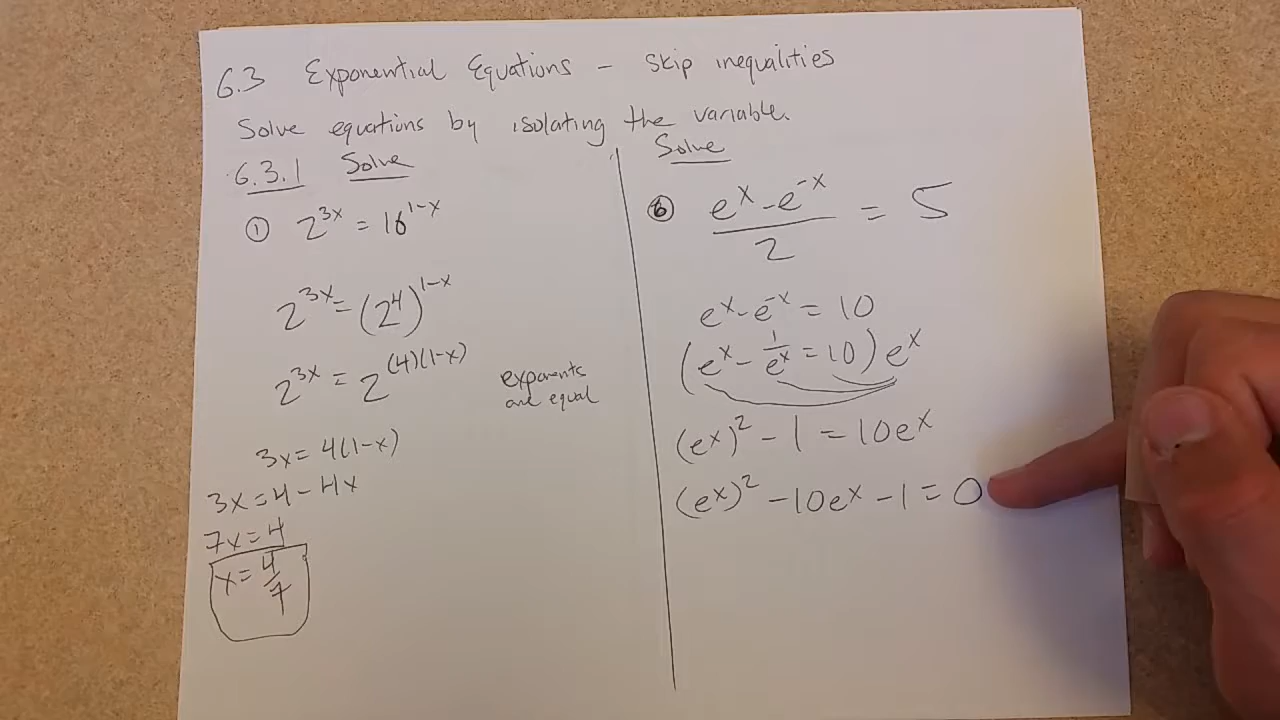 6.3 Exponential Equations - skip inequalities
Solve equations by isolating the variable.
6.3.1 Solve
① 2^{3x} = 16^{1-x}
2^{3x} = (2^4)^{1-x}
2^{3x} = 2^{(4)(1-x)}
exponents
are equal
3x = 4(1-x)
3x = 4 - 4x
7x = 4
x = 4/7
Solve
⑥ (e^x - e^{-x})/2 = 5
e^x - e^{-x} = 10
(e^x - 1/e^x = 10) e^x
(e^x)^2 - 1 = 10e^x
(e^x)^2 - 10e^x - 1 = 0